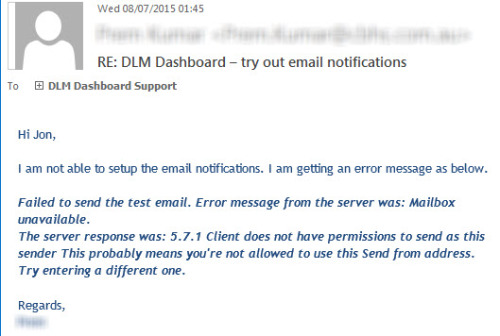 Wed 08/07/2015 01:45
RE: DLM Dashboard – try out email notifications
To DLM Dashboard Support
Hi Jon,
I am not able to setup the email notifications. I am getting an error message as below.
Failed to send the test email. Error message from the server was: Mailbox
unavailable.
The server response was: 5.7.1 Client does not have permissions to send as this
sender This probably means you're not allowed to use this Send from address.
Try entering a different one.
Regards,